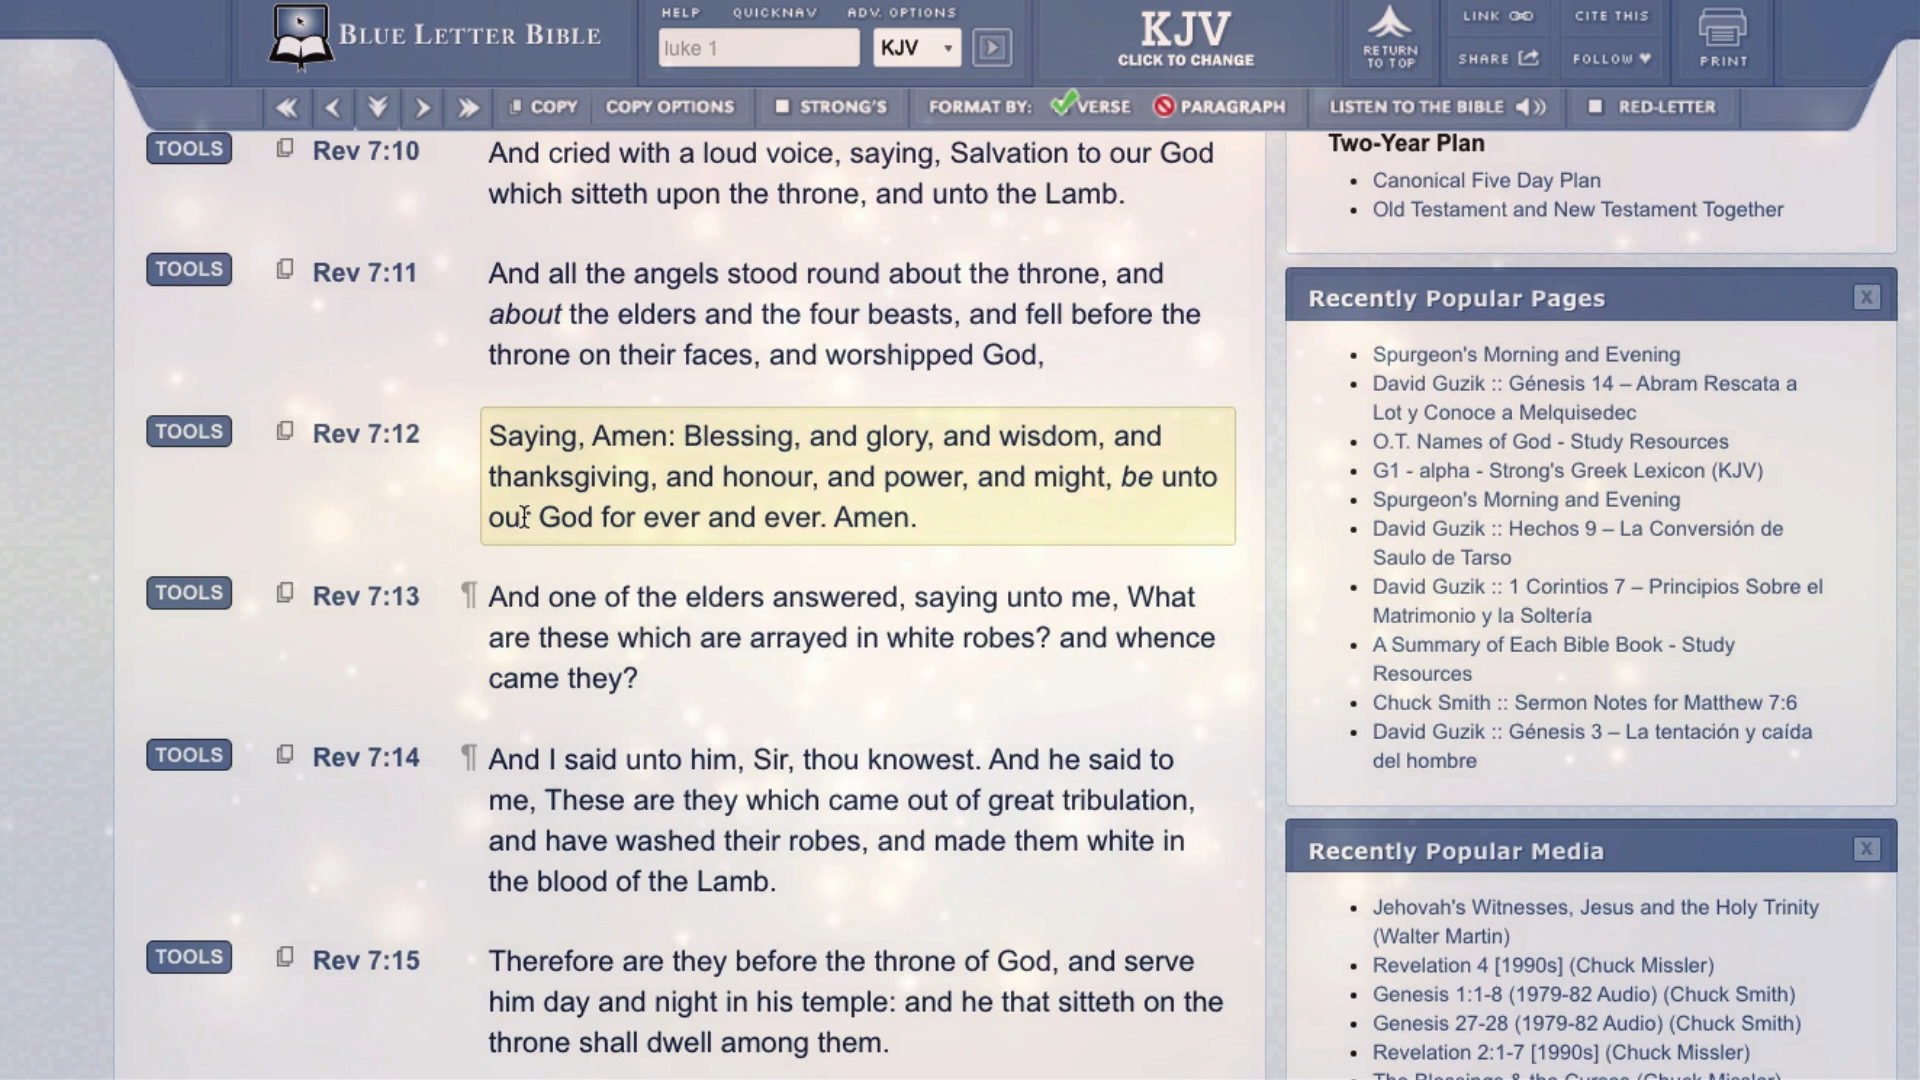 BLUE LETTER BIBLE
HELP QUICKNAV ADV. OPTIONS
luke 1 KJV
KJV
CLICK TO CHANGE
RETURN
TO TOP
LINK
SHARE
CITE THIS
FOLLOW
PRINT
COPY COPY OPTIONS STRONG'S FORMAT BY: VERSE PARAGRAPH LISTEN TO THE BIBLE RED-LETTER
TOOLS Rev 7:10 And cried with a loud voice, saying, Salvation to our God
which sitteth upon the throne, and unto the Lamb.
TOOLS Rev 7:11 And all the angels stood round about the throne, and
about the elders and the four beasts, and fell before the
throne on their faces, and worshipped God,
TOOLS Rev 7:12 Saying, Amen: Blessing, and glory, and wisdom, and
thanksgiving, and honour, and power, and might, be unto
our God for ever and ever. Amen.
TOOLS Rev 7:13 ¶ And one of the elders answered, saying unto me, What
are these which are arrayed in white robes? and whence
came they?
TOOLS Rev 7:14 ¶ And I said unto him, Sir, thou knowest. And he said to
me, These are they which came out of great tribulation,
and have washed their robes, and made them white in
the blood of the Lamb.
TOOLS Rev 7:15 Therefore are they before the throne of God, and serve
him day and night in his temple: and he that sitteth on the
throne shall dwell among them.
Two-Year Plan
• Canonical Five Day Plan
• Old Testament and New Testament Together
Recently Popular Pages X
• Spurgeon's Morning and Evening
• David Guzik :: Génesis 14 – Abram Rescata a
Lot y Conoce a Melquisedec
• O.T. Names of God - Study Resources
• G1 - alpha - Strong's Greek Lexicon (KJV)
• Spurgeon's Morning and Evening
• David Guzik :: Hechos 9 – La Conversión de
Saulo de Tarso
• David Guzik :: 1 Corintios 7 – Principios Sobre el
Matrimonio y la Soltería
• A Summary of Each Bible Book - Study
Resources
• Chuck Smith :: Sermon Notes for Matthew 7:6
• David Guzik :: Génesis 3 – La tentación y caída
del hombre
Recently Popular Media X
• Jehovah's Witnesses, Jesus and the Holy Trinity
(Walter Martin)
• Revelation 4 [1990s] (Chuck Missler)
• Genesis 1:1-8 (1979-82 Audio) (Chuck Smith)
• Genesis 27-28 (1979-82 Audio) (Chuck Smith)
• Revelation 2:1-7 [1990s] (Chuck Missler)
The Blessings & the Curses (Chuck Missler)